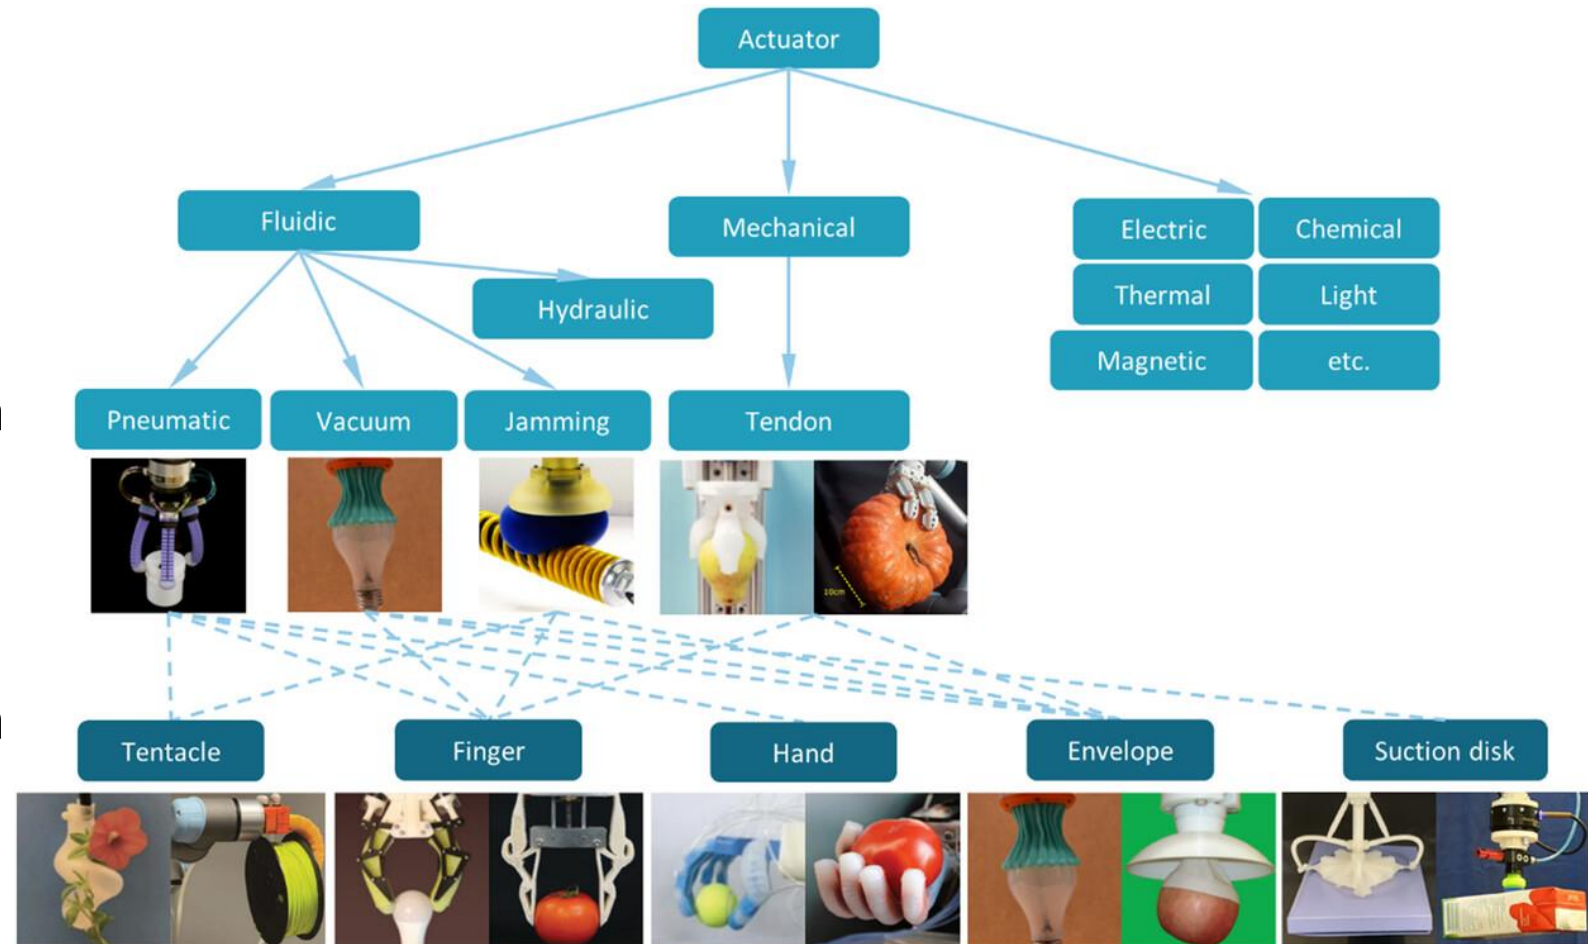 Actuator
Fluidic
Mechanical
Electric
Chemical
Hydraulic
Thermal
Light
Magnetic
etc.
Pneumatic
Vacuum
Jamming
Tendon
10cm
Tentacle
Finger
Hand
Envelope
Suction disk